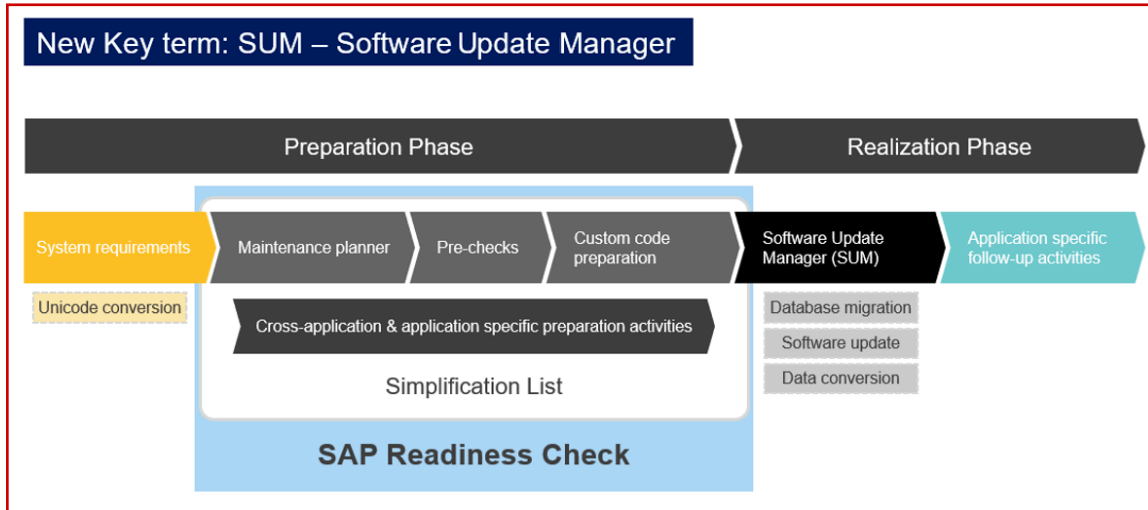 New Key term: SUM – Software Update Manager
Preparation Phase
Realization Phase
System requirements
Maintenance planner
Pre-checks
Custom code
preparation
Software Update
Manager (SUM)
Application specific
follow-up activities
Unicode conversion
Cross-application & application specific preparation activities
Database migration
Software update
Data conversion
Simplification List
SAP Readiness Check